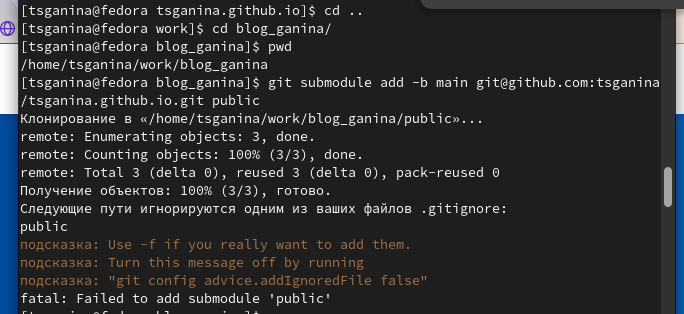 [tsganina@fedora tsganina.github.io]$ cd ..
[tsganina@fedora work]$ cd blog_ganina/
[tsganina@fedora blog_ganina]$ pwd
/home/tsganina/work/blog_ganina
[tsganina@fedora blog_ganina]$ git submodule add -b main git@github.com:tsganina
/tsganina.github.io.git public
Клонирование в «/home/tsganina/work/blog_ganina/public»...
remote: Enumerating objects: 3, done.
remote: Counting objects: 100% (3/3), done.
remote: Total 3 (delta 0), reused 3 (delta 0), pack-reused 0
Получение объектов: 100% (3/3), готово.
Следующие пути игнорируются одним из ваших файлов .gitignore:
public
подсказка: Use -f if you really want to add them.
подсказка: Turn this message off by running
подсказка: "git config advice.addIgnoredFile false"
fatal: Failed to add submodule 'public'